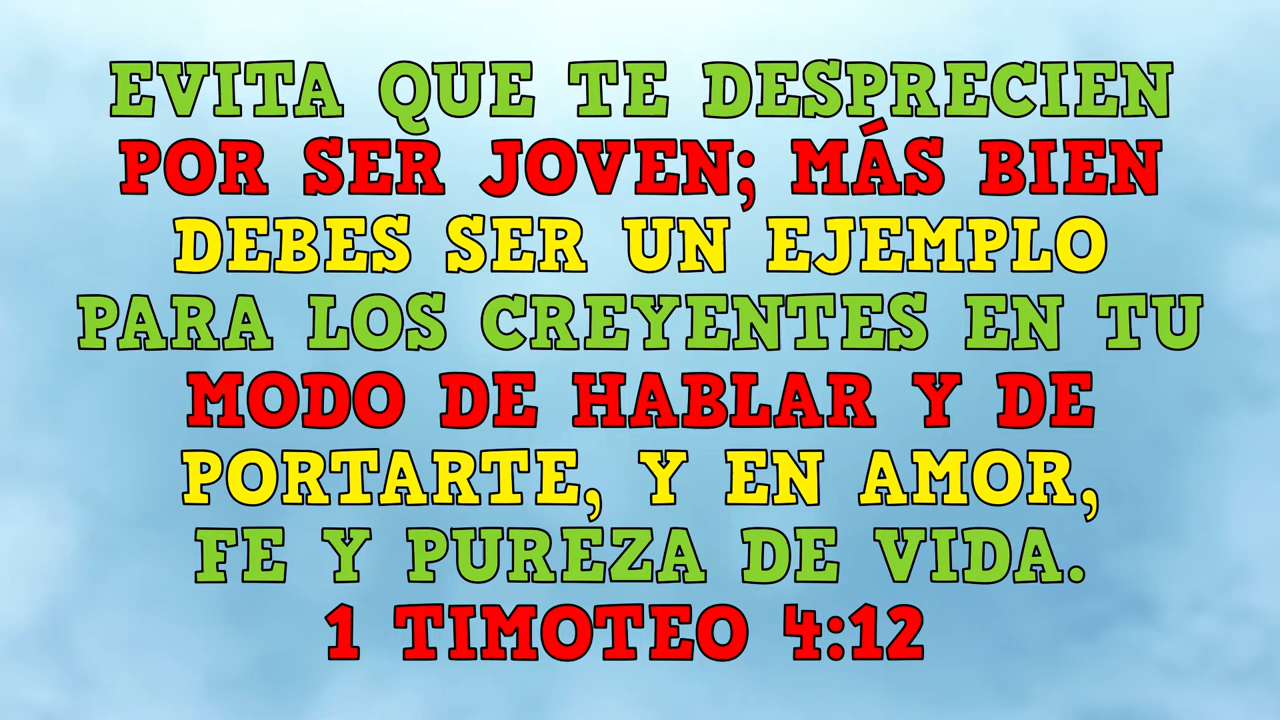 EVITA QUE TE DESPRECIEN
POR SER JOVEN; MÁS BIEN
DEBES SER UN EJEMPLO
PARA LOS CREYENTES EN TU
MODO DE HABLAR Y DE
PORTARTE, Y EN AMOR,
FE Y PUREZA DE VIDA.
1 TIMOTEO 4:12